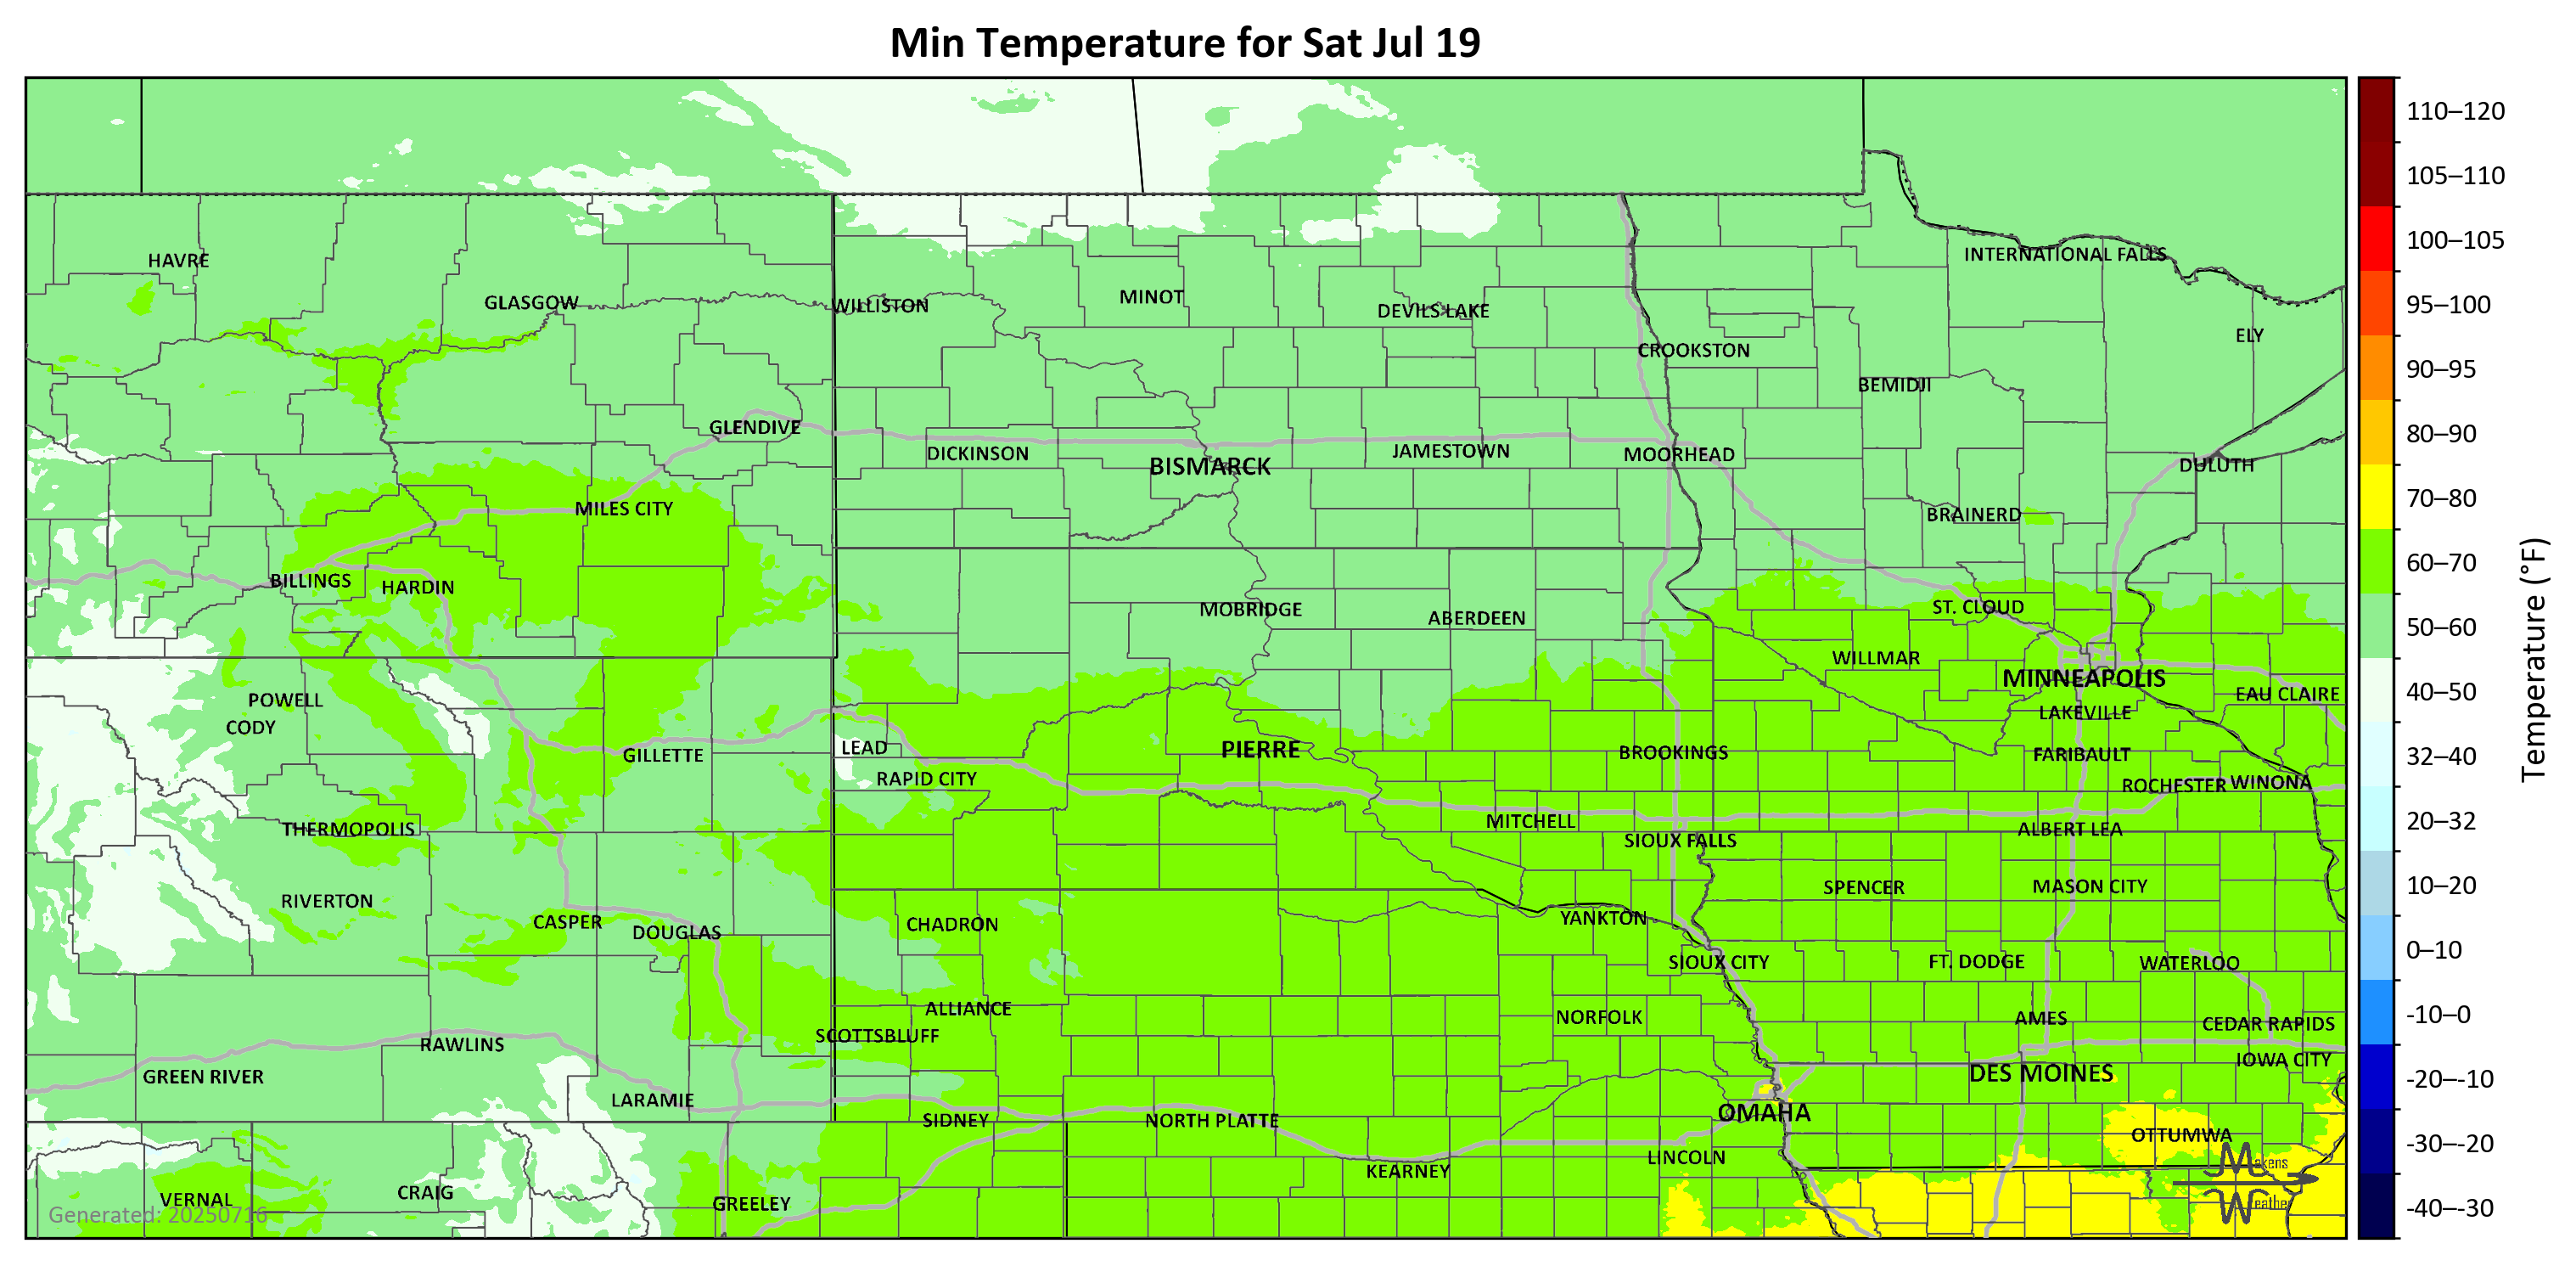 Min Temperature for Sat Jul 19
110–120
105–110
100–105
95–100
90–95
80–90
70–80
60–70
50–60
40–50
32–40
20–32
10–20
0–10
-10–0
-20–-10
-30–-20
-40–-30
Temperature (°F)
HAVRE
INTERNATIONAL FALLS
GLASGOW
WILLISTON
MINOT
DEVILS LAKE
ELY
CROOKSTON
BEMIDJI
GLENDIVE
DICKINSON
BISMARCK
JAMESTOWN
MOORHEAD
DULUTH
MILES CITY
BRAINERD
BILLINGS
HARDIN
MOBRIDGE
ABERDEEN
ST. CLOUD
WILLMAR
MINNEAPOLIS
POWELL
EAU CLAIRE
CODY
LAKEVILLE
GILLETTE
LEAD
PIERRE
BROOKINGS
FARIBAULT
RAPID CITY
ROCHESTER
WINONA
THERMOPOLIS
MITCHELL
SIOUX FALLS
ALBERT LEA
RIVERTON
SPENCER
MASON CITY
CASPER
DOUGLAS
CHADRON
YANKTON
SIOUX CITY
FT. DODGE
WATERLOO
ALLIANCE
NORFOLK
AMES
CEDAR RAPIDS
SCOTTSBLUFF
RAWLINS
IOWA CITY
GREEN RIVER
DES MOINES
LARAMIE
SIDNEY
NORTH PLATTE
OMAHA
OTTUMWA
LINCOLN
KEARNEY
VERNAL
CRAIG
GREELEY
Makens
Weather
Generated: 20250716